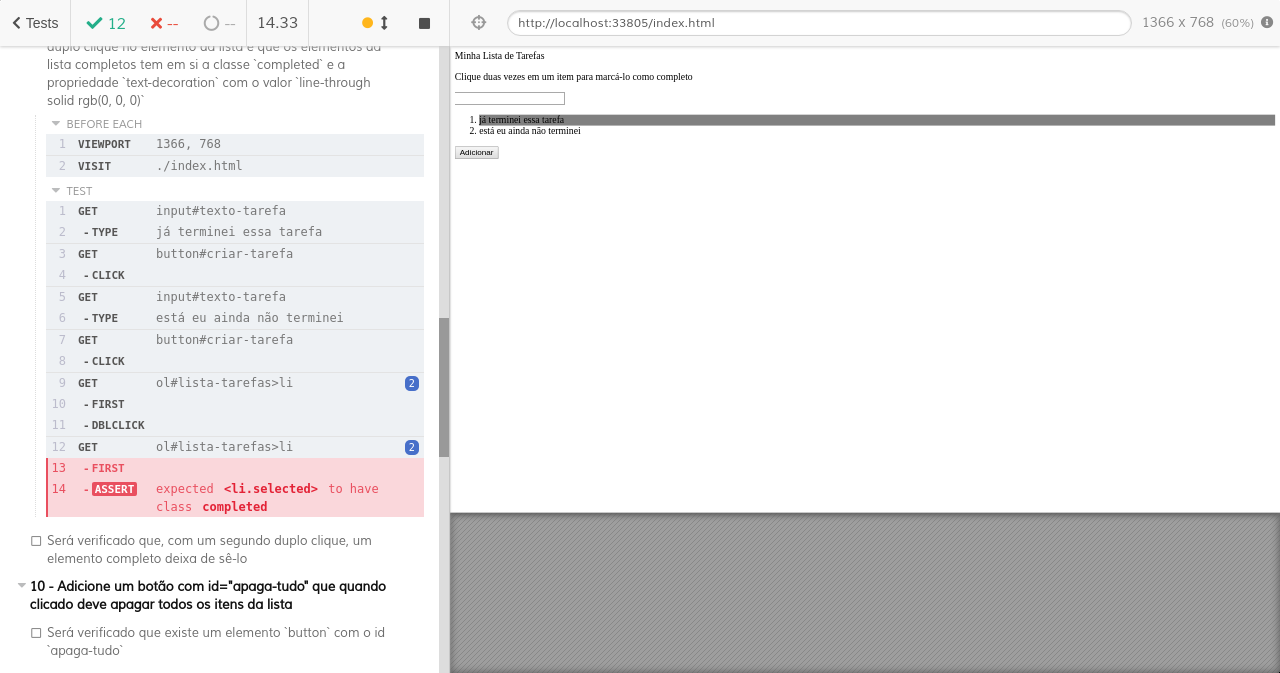 Tests
12
--
--
14.33
http://localhost:33805/index.html
1366 x 768 (60%)
duplo clique no elemento da lista e que os elementos da
lista completos tem em si a classe `completed` e a
propriedade `text-decoration` com o valor `line-through
solid rgb(0, 0, 0)`
BEFORE EACH
1 VIEWPORT 1366, 768
2 VISIT ./index.html
TEST
1 GET input#texto-tarefa
2 -TYPE já terminei essa tarefa
3 GET button#criar-tarefa
4 -CLICK
5 GET input#texto-tarefa
6 -TYPE está eu ainda não terminei
7 GET button#criar-tarefa
8 -CLICK
9 GET ol#lista-tarefas>li 2
10 -FIRST
11 -DBLCLICK
12 GET ol#lista-tarefas>li 2
13 -FIRST
14 -ASSERT expected <li.selected> to have
class completed
Será verificado que, com um segundo duplo clique, um
elemento completo deixa de sê-lo
10 - Adicione um botão com id="apaga-tudo" que quando
clicado deve apagar todos os itens da lista
Será verificado que existe um elemento `button` com o id
`apaga-tudo`
Minha Lista de Tarefas
Clique duas vezes em um item para marcá-lo como completo
1. já terminei essa tarefa
2. está eu ainda não terminei
Adicionar